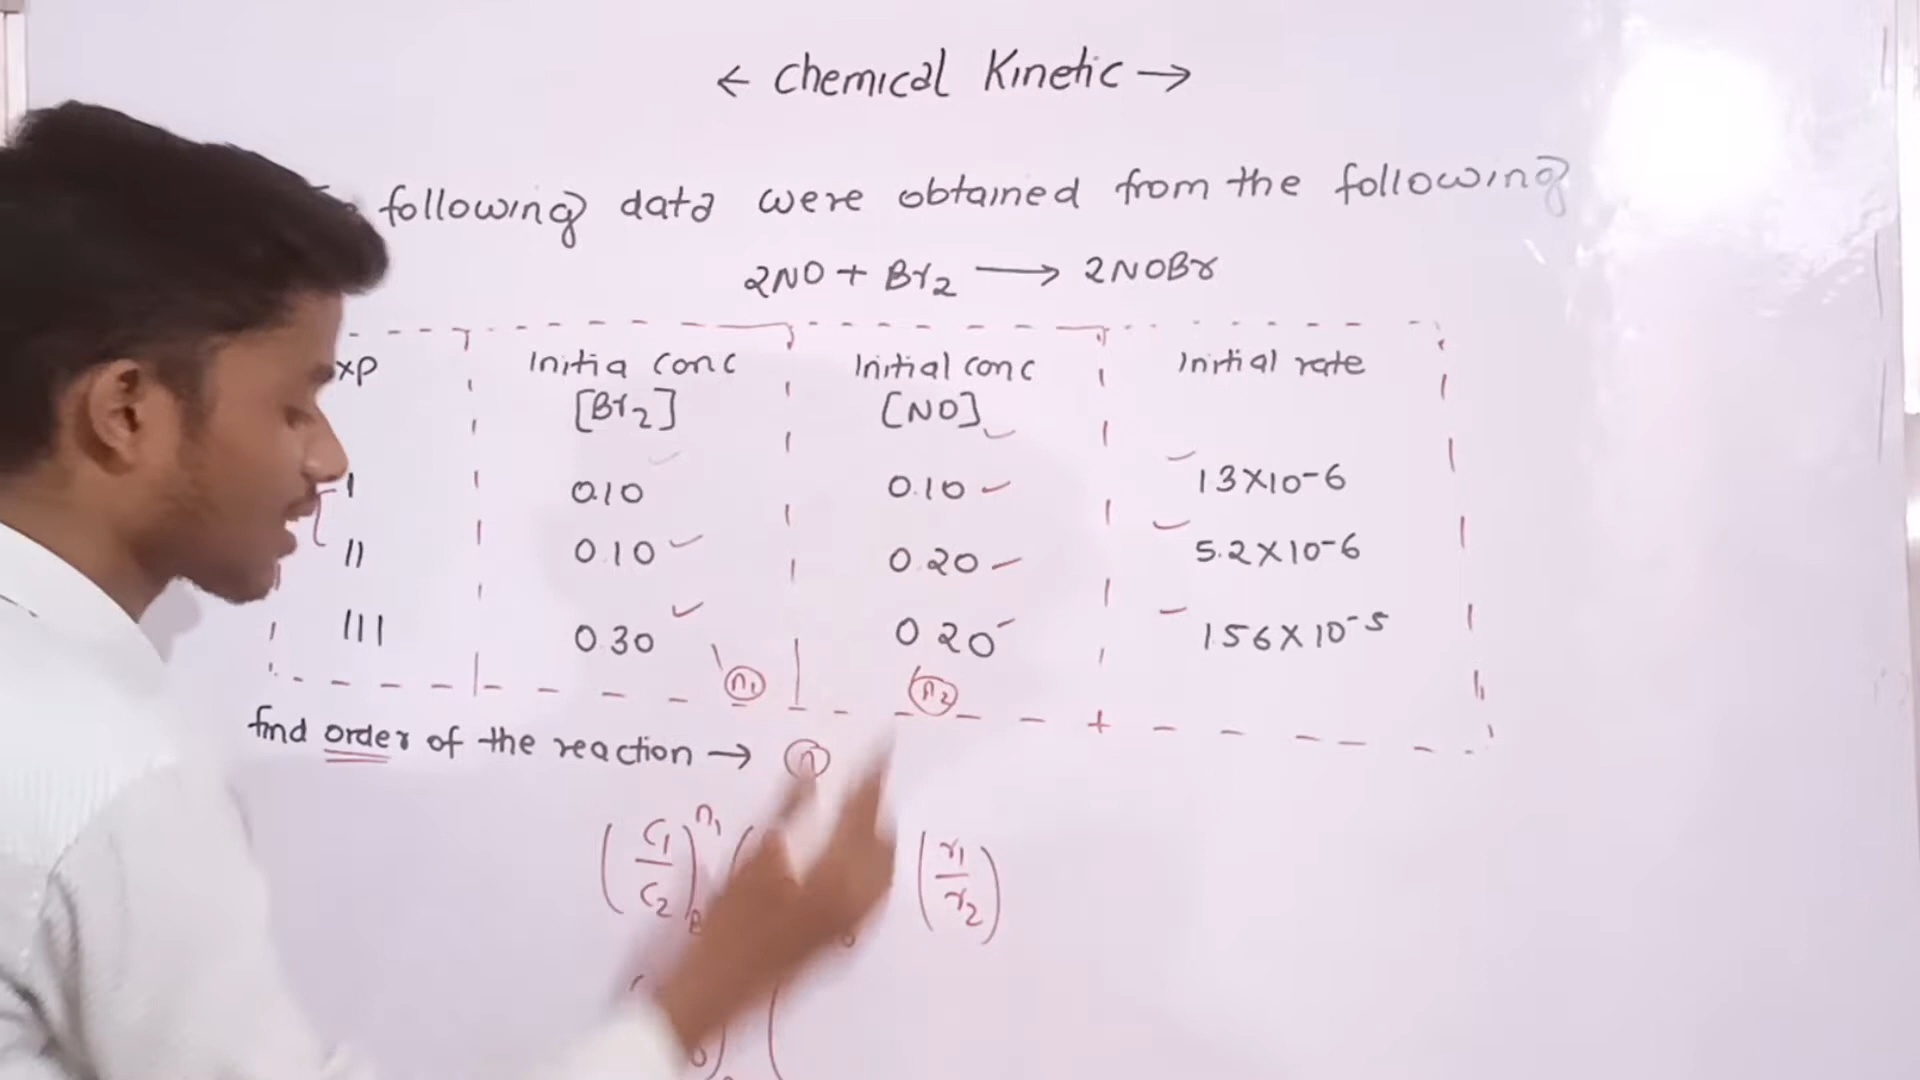 ← Chemical Kinetic →
following data were obtained from the following
2NO + Br2 → 2NOBr
xp Initia conc Initial conc Initial rate
[Br2] [NO]
I 0.10 0.10 1.3×10-6
II 0.10 0.20 5.2×10-6
III 0.30 0.20 1.56×10-5
n1 n2
find order of the reaction → n
(C1/C2)n1 ( (r1/r2)